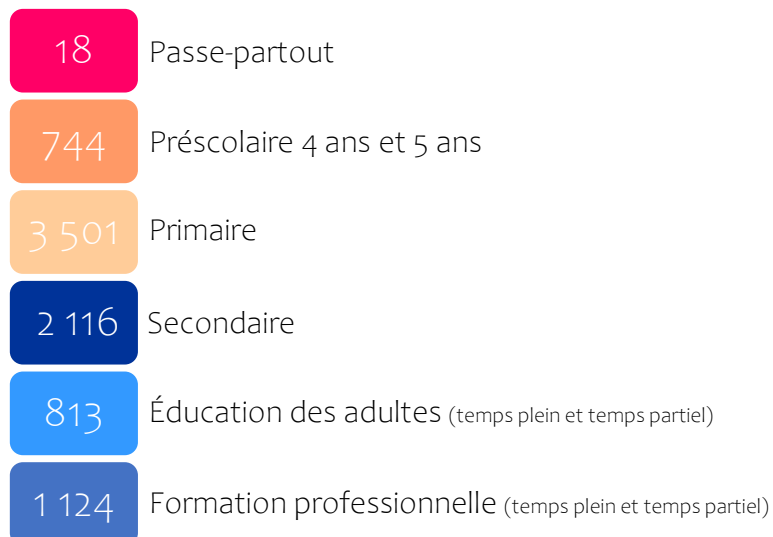 18 Passe-partout
744 Préscolaire 4 ans et 5 ans
3 501 Primaire
2 116 Secondaire
813 Éducation des adultes (temps plein et temps partiel)
1 124 Formation professionnelle (temps plein et temps partiel)